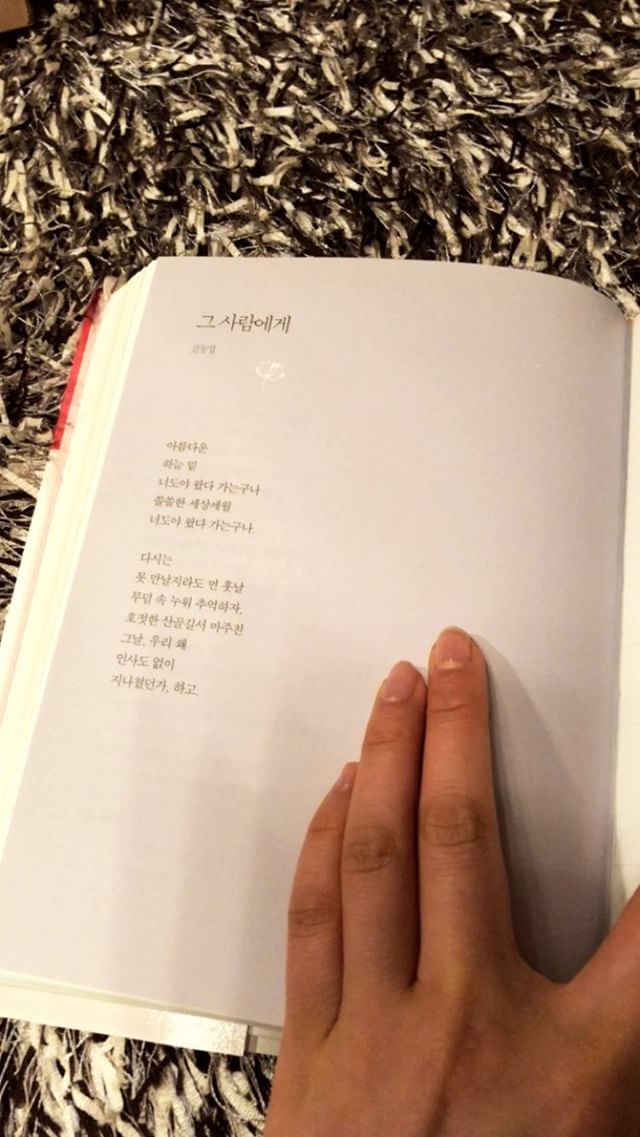 그 사람에게
신동엽
아름다운
하늘 밑
너도야 왔다 가는구나
쓸쓸한 세상세월
너도야 왔다 가는구나.
다시는
못 만날지라도 먼 훗날
무덤 속 누워 추억하자.
호젓한 산골길서 마주친
그날, 우리 왜
인사도 없이
지나쳤던가, 하고.